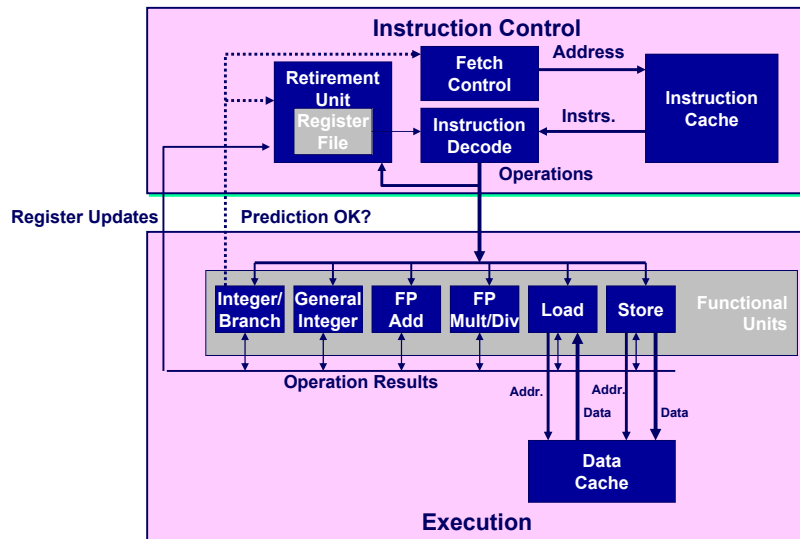 Instruction Control
Address
Fetch
Control
Retirement
Unit
Register
File
Instruction
Cache
Instrs.
Instruction
Decode
Operations
Register Updates
Prediction OK?
Integer/
Branch
General
Integer
FP
Add
FP
Mult/Div
Load
Store
Functional
Units
Operation Results
Addr.
Addr.
Data
Data
Data
Cache
Execution